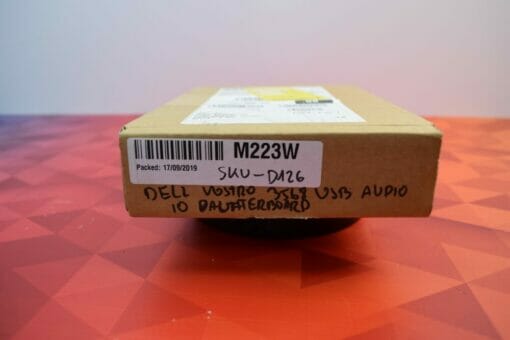 M223W
Packed: 17/09/2019
SKU-D126
DELL VOSTRO 3568 USB AUDIO
IO DAUGHTERBOARD